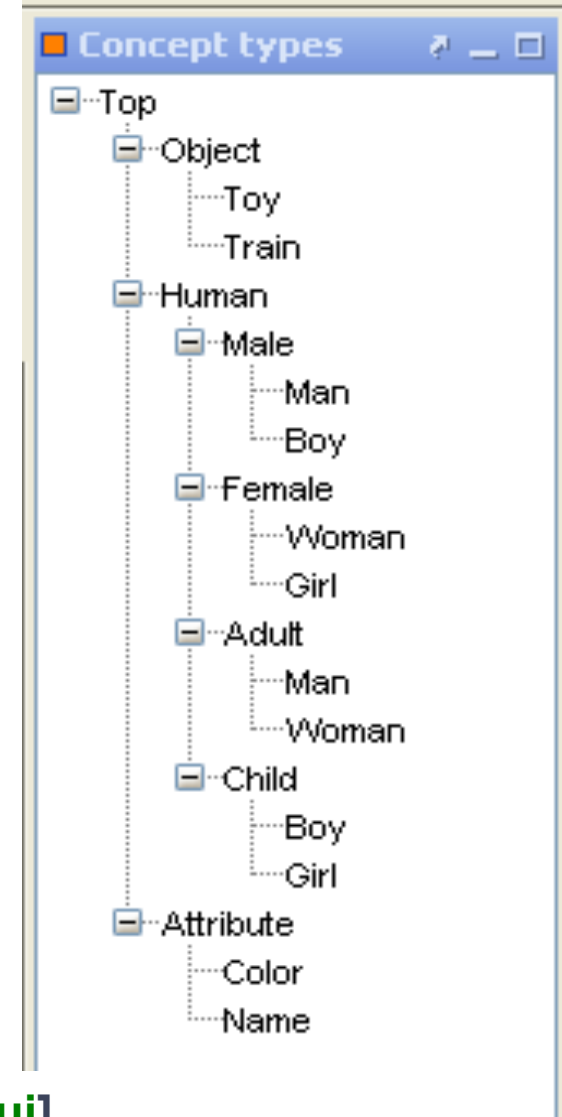 Concept types
Top
Object
Toy
Train
Human
Male
Man
Boy
Female
Woman
Girl
Adult
Man
Woman
Child
Boy
Girl
Attribute
Color
Name